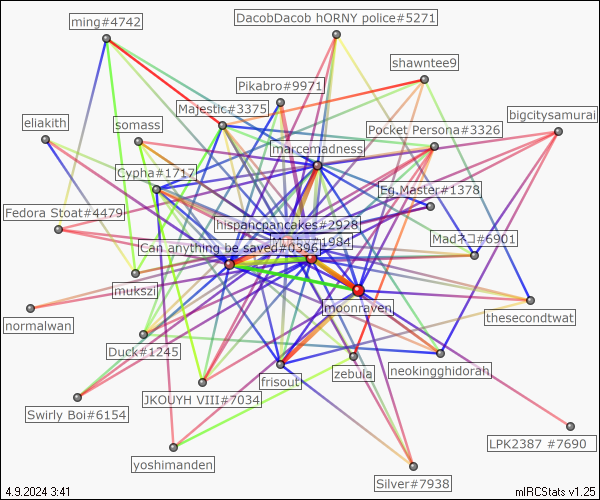 DacobDacob hORNY police#5271
ming#4742
shawntee9
Pikabro#9971
Majestic#3375
bigcitysamurai
eliakith
somass
Pocket Persona#3326
marcemadness
Cypha#1717
Eg.Master#1378
Fedora Stoat#4479
hispancpancakes#2928
1984
Madネコ#6901
Can anything be saved#0396
mukszi
moonraven
normalwan
thesecondtwat
Duck#1245
zebula
neokingghidorah
frisout
JKOUYH VIII#7034
Swirly Boi#6154
LPK2387 #7690
yoshimanden
Silver#7938
4.9.2024 3:41
mIRCStats v1.25